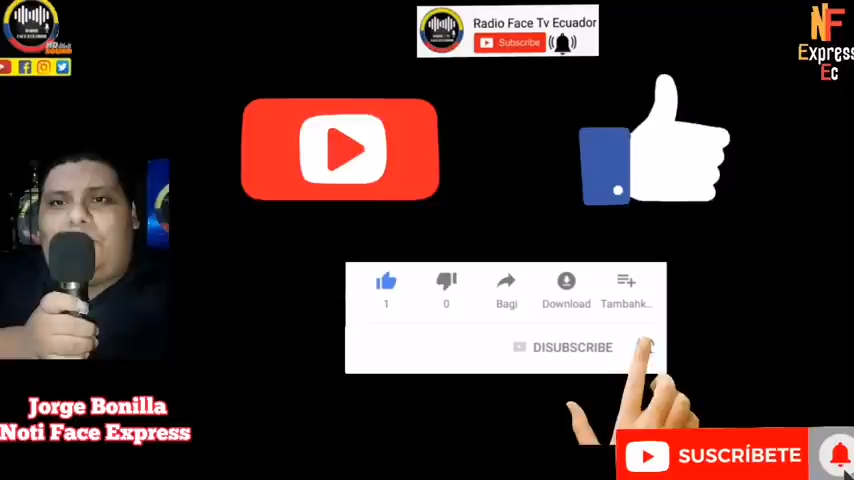 Radio Face Tv Ecuador
Subscribe
NF
Express
Ec
1
0
Bagi
Download
Tambahk...
DISUBSCRIBE
Jorge Bonilla
Noti Face Express
SUSCRÍBETE